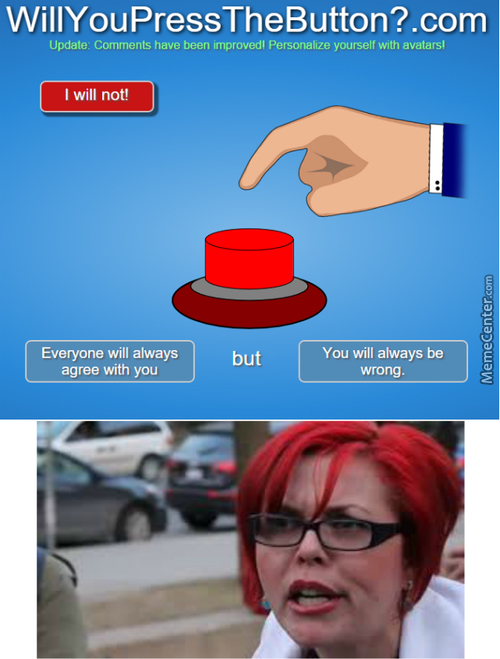 WillYouPressTheButton?.com
Update: Comments have been improved! Personalize yourself with avatars!
I will not!
Everyone will always
agree with you
but
You will always be
wrong.
MemeCenter.com